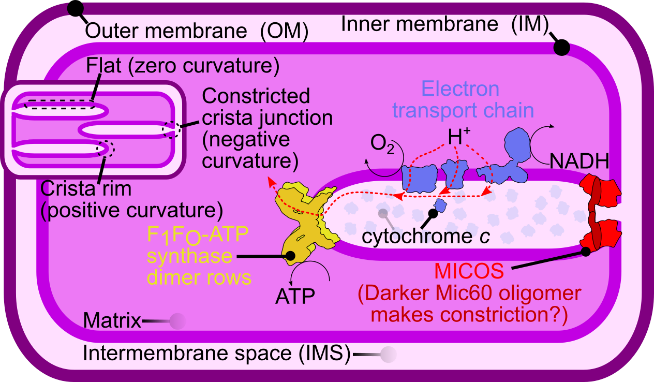 Outer membrane (OM)
Inner membrane (IM)
Flat (zero curvature)
Constricted
crista junction
(negative
curvature)
Electron
transport chain
O2
H+
NADH
Crista rim
(positive curvature)
F1FO-ATP
synthase
dimer rows
cytochrome c
ATP
MICOS
(Darker Mic60 oligomer
makes constriction?)
Matrix
Intermembrane space (IMS)